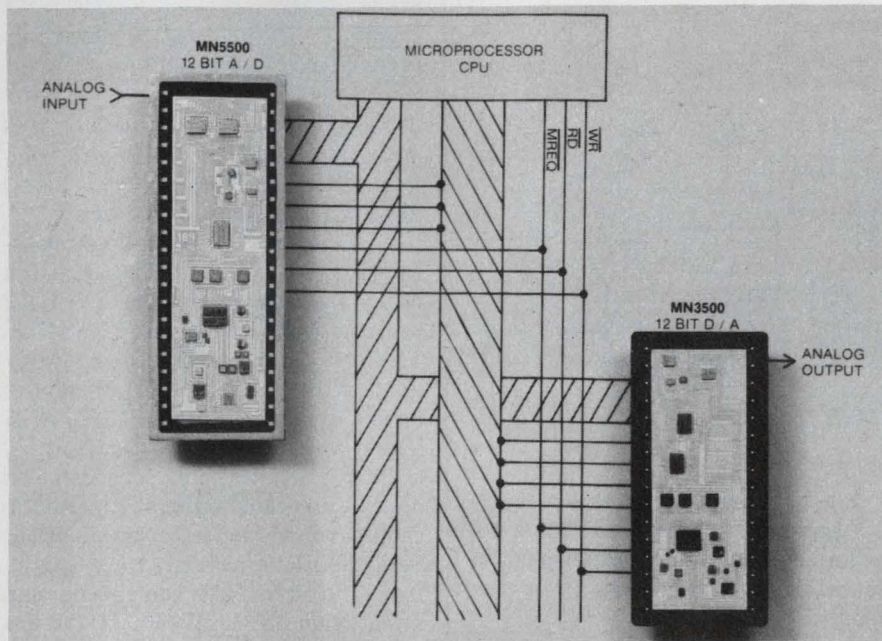 MN5500
12 BIT A / D
ANALOG
INPUT
MICROPROCESSOR
CPU
MREQ
RD
WR
MN3500
12 BIT D / A
ANALOG
OUTPUT